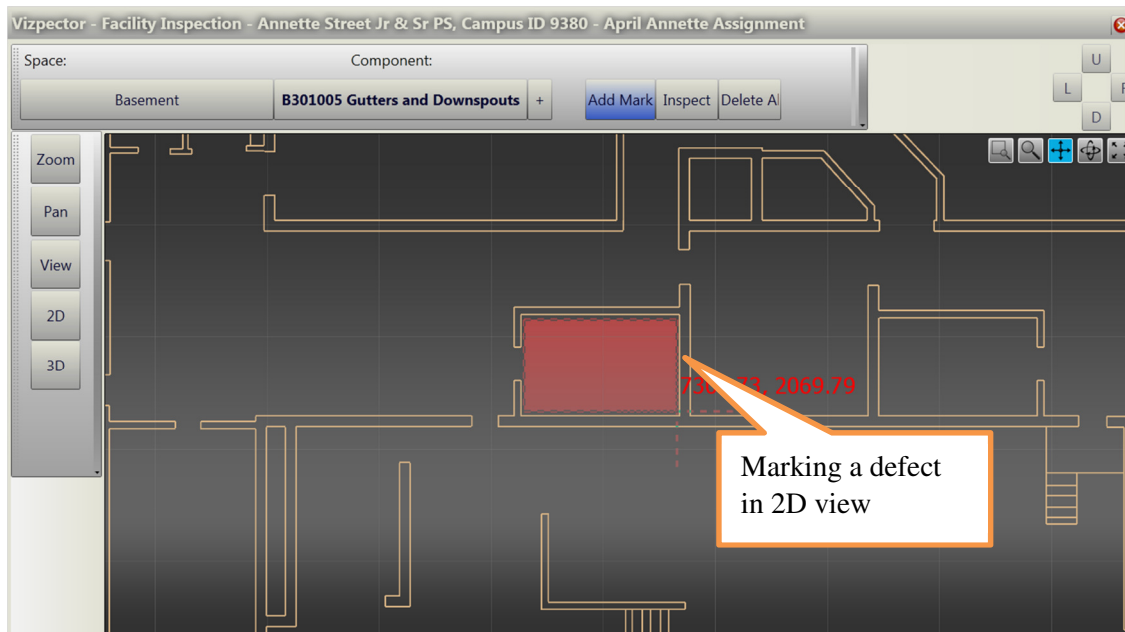 Vizpector - Facility Inspection - Annette Street Jr & Sr PS, Campus ID 9380 - April Annette Assignment
Space:
Component:
U
Basement
B301005 Gutters and Downspouts
+
Add Mark
Inspect
Delete A
L
D
Zoom
Pan
View
2D
3D
2069.79
Marking a defect
in 2D view